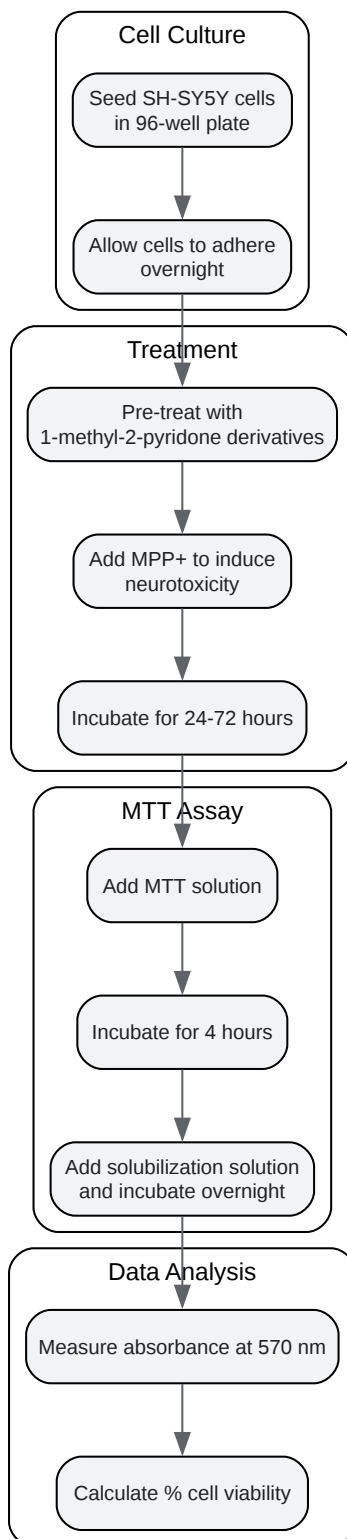 Cell Culture
Seed SH-SY5Y cells
in 96-well plate
Allow cells to adhere
overnight
Treatment
Pre-treat with
1-methyl-2-pyridone derivatives
Add MPP+ to induce
neurotoxicity
Incubate for 24-72 hours
MTT Assay
Add MTT solution
Incubate for 4 hours
Add solubilization solution
and incubate overnight
Data Analysis
Measure absorbance at 570 nm
Calculate % cell viability